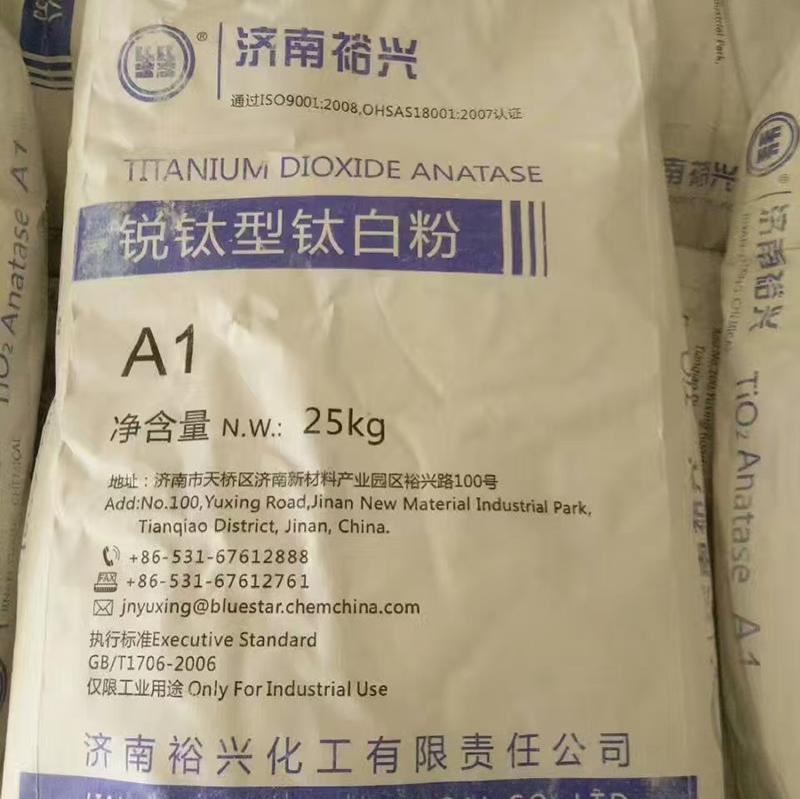 ® 济南裕兴
通过ISO9001:2008,OHSAS18001:2007认证
TITANIUM DIOXIDE ANATASE
锐钛型钛白粉
A1
净含量 N.W.: 25kg
地址：济南市天桥区济南新材料产业园区裕兴路100号
Add:No.100,Yuxing Road,Jinan New Material Industrial Park,
Tianqiao District, Jinan, China.
+86-531-67612888
FAX +86-531-67612761
jnyuxing@bluestar.chemchina.com
执行标准Executive Standard
GB/T1706-2006
仅限工业用途 Only For Industrial Use
济南裕兴化工有限责任公司
TiO2 Anatase A1
南裕兴
济南裕兴
TiO2 Anatase A1